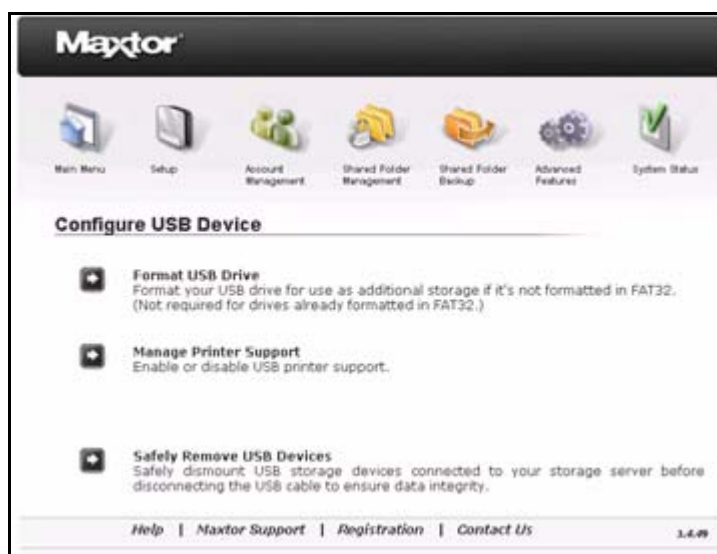 Maxtor
Main Menu
Setup
Account
Management
Shared Folder
Management
Shared Folder
Backup
Advanced
Features
System Status
Configure USB Device
Format USB Drive
Format your USB drive for use as additional storage if it's not formatted in FAT32.
(Not required for drives already formatted in FAT32.)
Manage Printer Support
Enable or disable USB printer support.
Safely Remove USB Devices
Safely dismount USB storage devices connected to your storage server before
disconnecting the USB cable to ensure data integrity.
Help | Maxtor Support | Registration | Contact Us
3.4.49